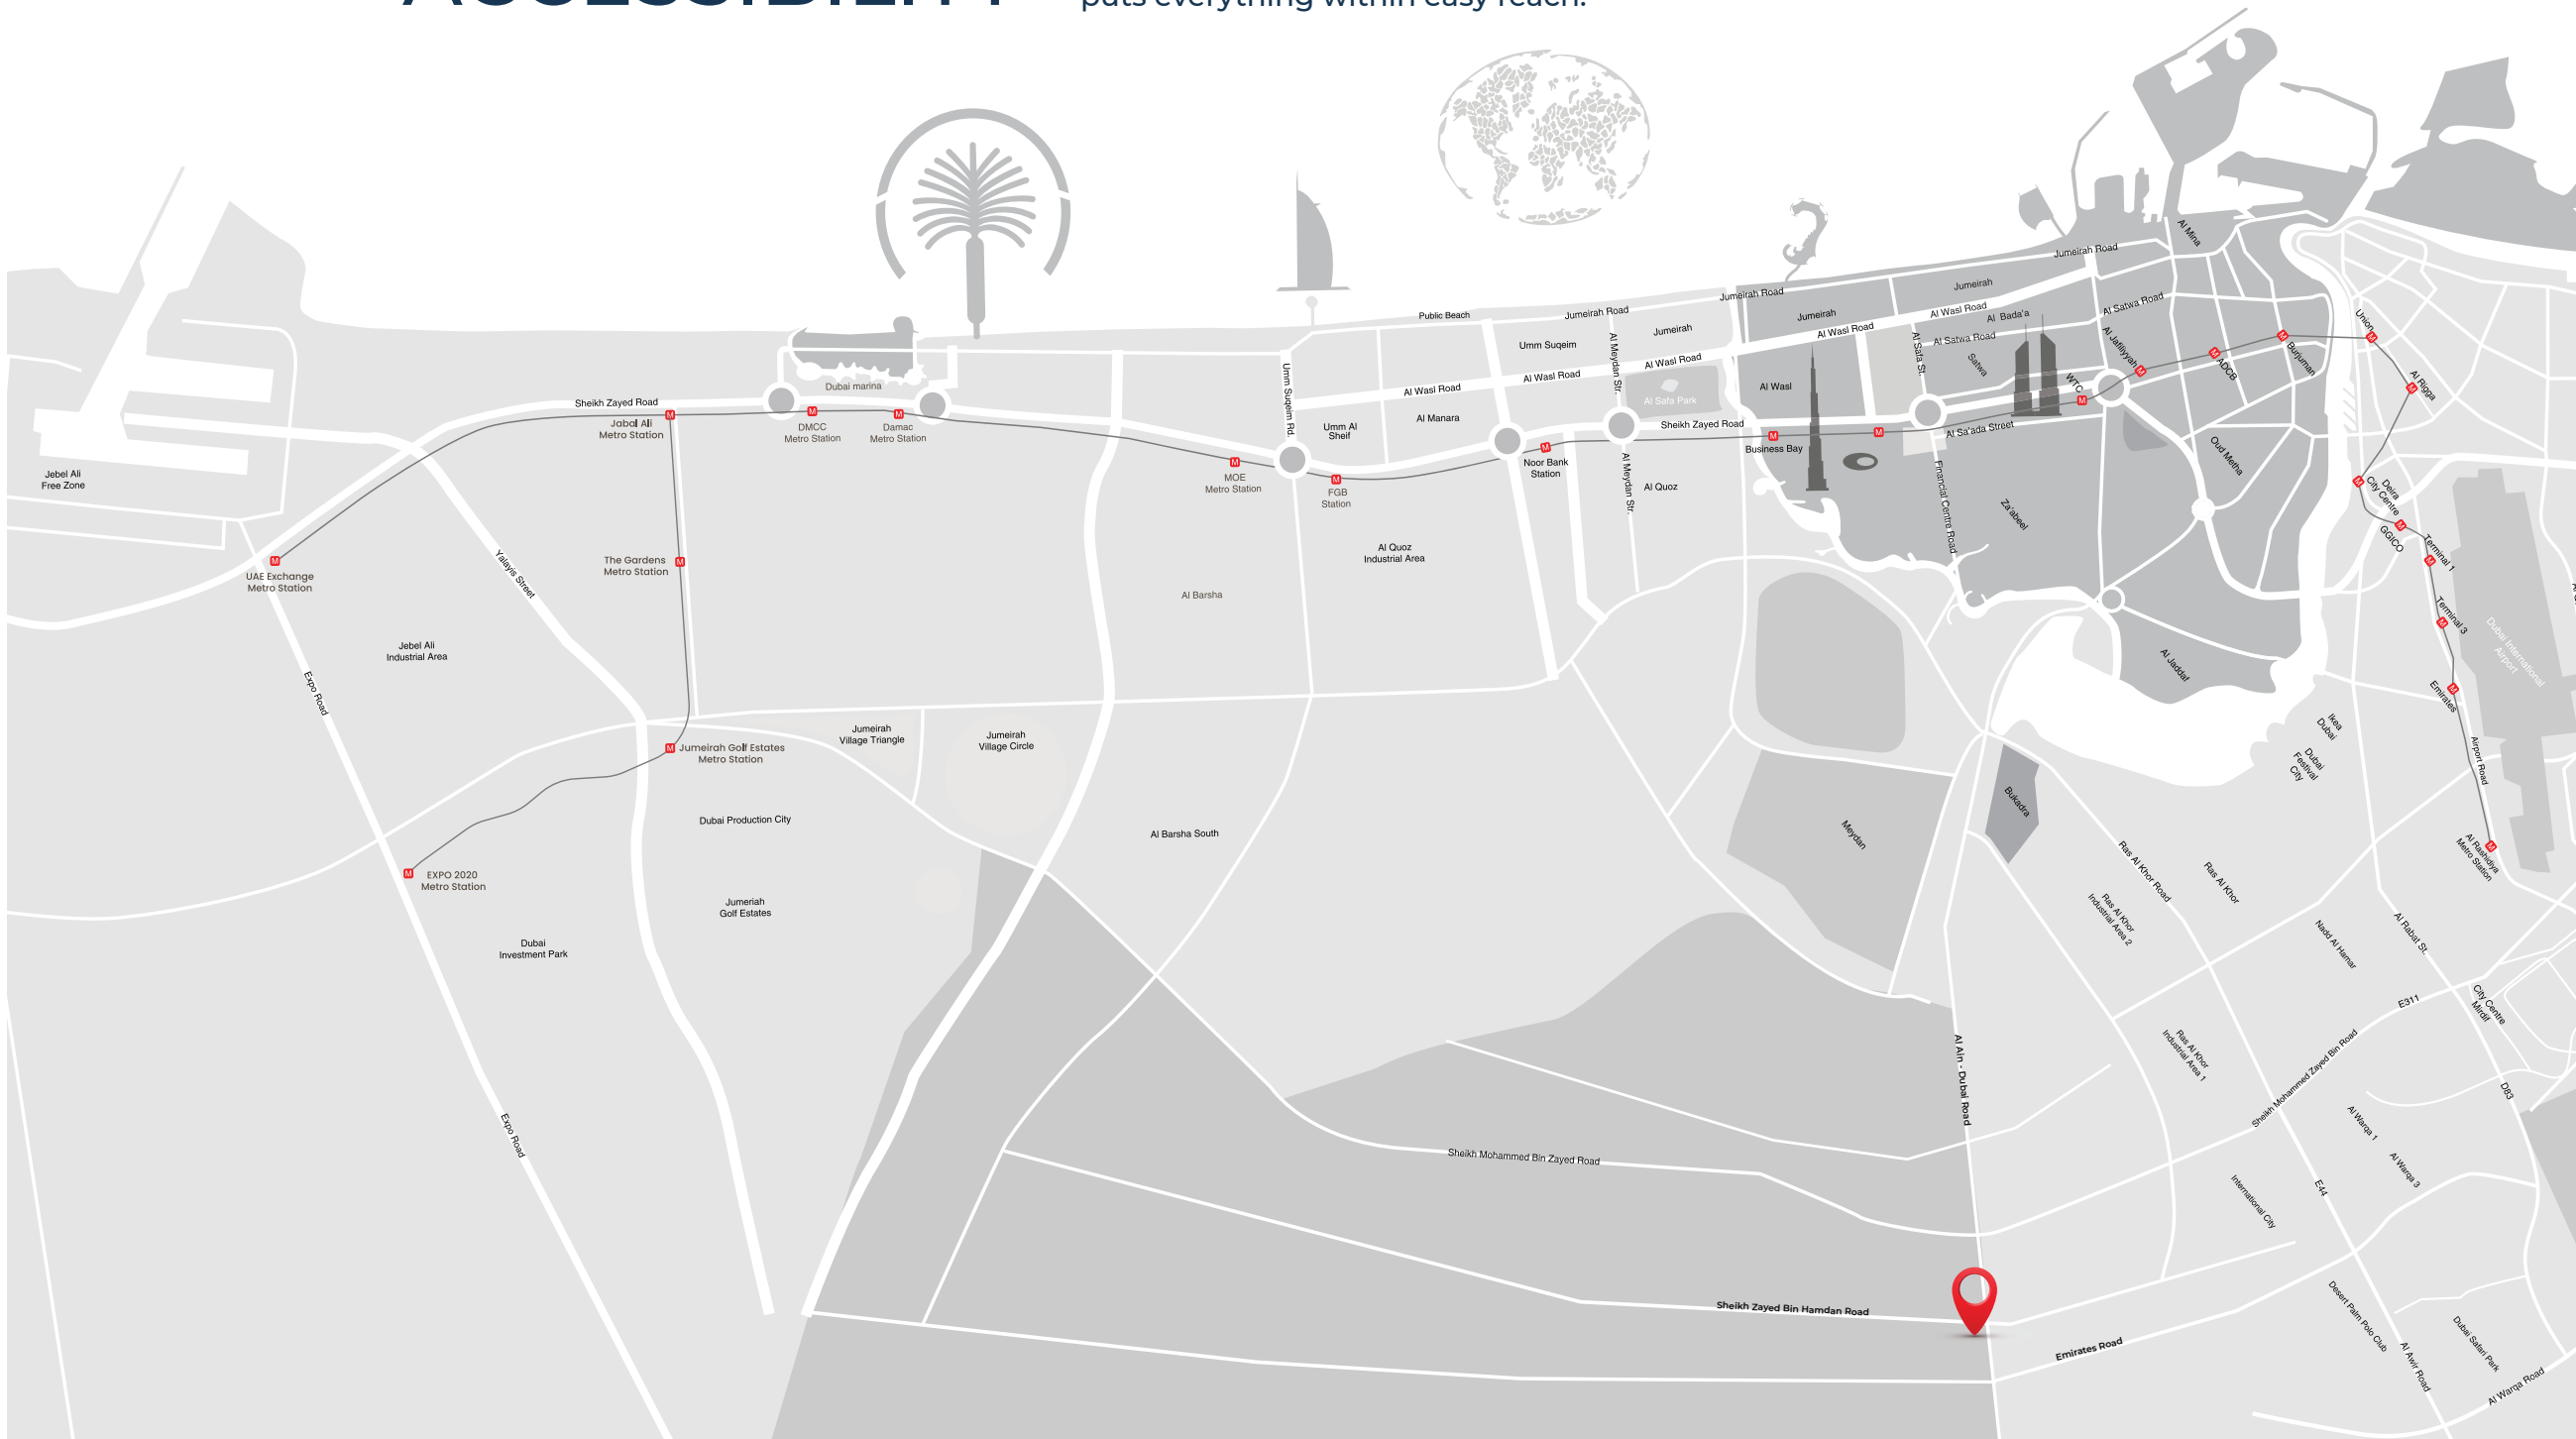 ACCESSIBILITY
puts everything within easy reach.
Jumeirah Road
Al Mina
Jumeirah
Jumeirah Road
Jumeirah Road
Public Beach
Jumeirah
Jumeirah
Al Wasl Road
Al Bada'a
Al Satwa Road
Al Satwa Road
Al Wasl Road
Umm Suqeim
Al Wasl Road
Al Wasl Road
Al Wasl Road
Al Meydan Str.
Al Safa St.
Satwa
Al Jafiliyyah
WTC
ADCB
Burjuman
Union
Al Rigga
Umm Suqeim Rd.
Dubai marina
Al Wasl
Al Safa Park
Sheikh Zayed Road
Jabal Ali
Metro Station
DMCC
Metro Station
Damac
Metro Station
Umm Al
Sheif
Al Manara
Sheikh Zayed Road
Al Sa'ada Street
Business Bay
Oud Metha
Jebel Ali
Free Zone
MOE
Metro Station
FGB
Station
Noor Bank
Station
Al Meydan Str.
Al Quoz
Financial Centre Road
Za'abeel
Deira
City Centre
GGICO
Terminal 1
Terminal 3
Emirates
Dubai International
Airport
UAE Exchange
Metro Station
Yalayis Street
The Gardens
Metro Station
Al Quoz
Industrial Area
Al Barsha
Jebel Ali
Industrial Area
Expo Road
Al Jaddaf
Ikea
Dubai
Dubai
Festival
City
Airport Road
Jumeirah Golf Estates
Metro Station
Jumeirah
Village Triangle
Jumeirah
Village Circle
Dubai Production City
Al Barsha South
Meydan
Bukadra
EXPO 2020
Metro Station
Jumeriah
Golf Estates
Dubai
Investment Park
Ras Al Khor Road
Ras Al Khor
Ras Al Khor
Industrial Area 2
Al Rashidiya
Metro Station
Nadd Al Hamar
Al Rabat St.
E311
City Centre
Mirdif
Al Ain - Dubai Road
Ras Al Khor
Industrial Area 1
Sheikh Mohammed Zayed Bin Road
D83
Al Warqa 1
Al Warqa 3
Expo Road
Sheikh Mohammed Bin Zayed Road
International City
E44
Sheikh Zayed Bin Hamdan Road
Emirates Road
Desert Palm Polo Club
Al Awir Road
Dubai Safari Park
Al Warqa Road